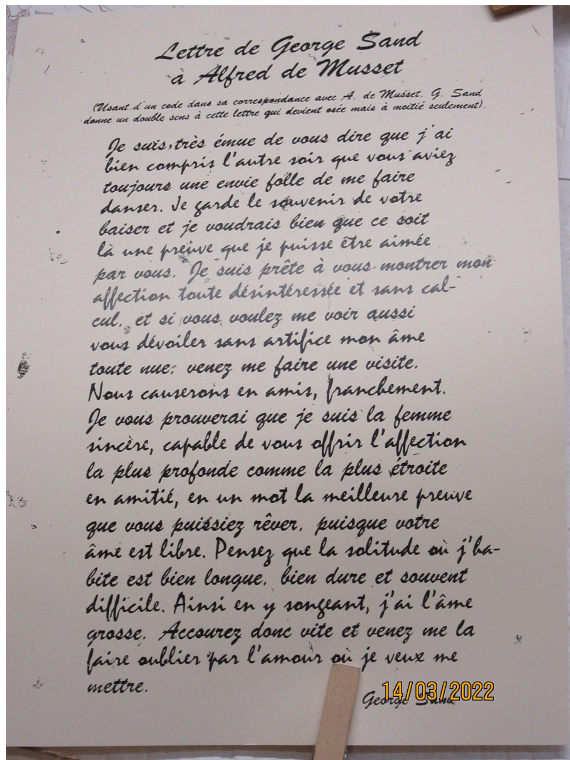 Lettre de George Sand
à Alfred de Musset
(Usant d'un code dans sa correspondance avec A. de Musset, G. Sand
donne un double sens à cette lettre qui devient osée mais à moitié seulement).
Je suis très émue de vous dire que j'ai
bien compris l'autre soir que vous aviez
toujours une envie folle de me faire
danser. Je garde le souvenir de votre
baiser et je voudrais bien que ce soit
là une preuve que je puisse être aimée
par vous. Je suis prête à vous montrer mon
affection toute désintéressée et sans cal-
cul, et si vous voulez me voir aussi
vous dévoiler sans artifice mon âme
toute nue; venez me faire une visite.
Nous causerons en amis, franchement.
Je vous prouverai que je suis la femme
sincère, capable de vous offrir l'affection
la plus profonde comme la plus étroite
en amitié, en un mot la meilleure preuve
que vous puissiez rêver, puisque votre
âme est libre. Pensez que la solitude où j'ha-
bite est bien longue, bien dure et souvent
difficile. Ainsi en y songeant, j'ai l'âme
grosse. Accourez donc vite et venez me la
faire oublier par l'amour où je veux me
mettre.
George Sand
14/03/2022